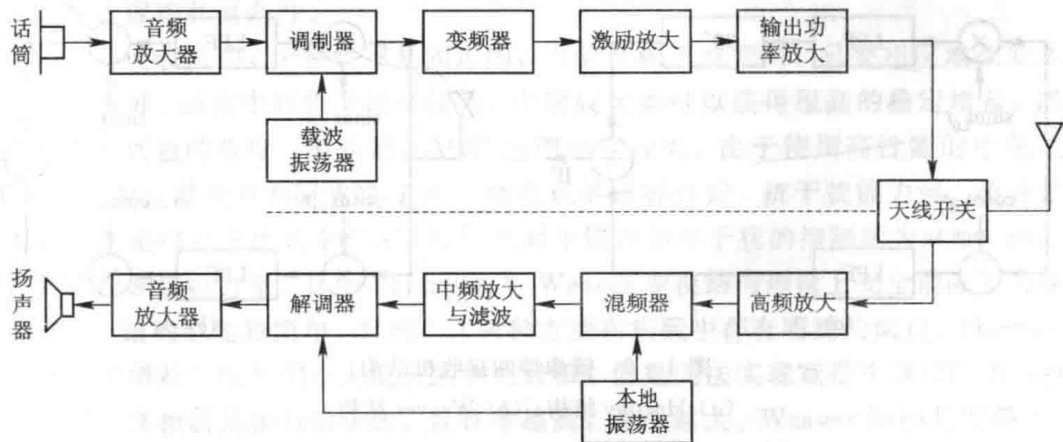 话筒
音频
放大器
调制器
变频器
激励放大
输出功
率放大
载波
振荡器
天线开关
扬声器
音频
放大器
解调器
中频放大
与滤波
混频器
高频放大
本地
振荡器